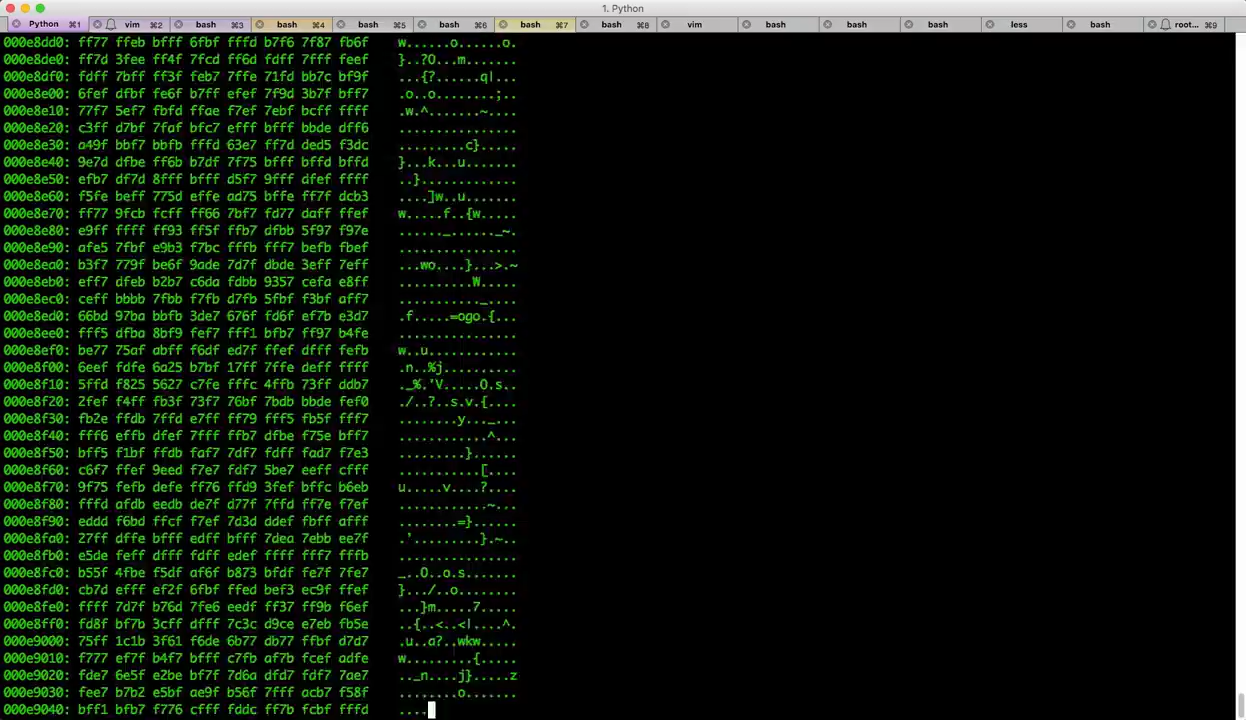 1. Python
Python ⌘1 vim ⌘2 bash ⌘3 bash ⌘4 bash ⌘5 bash ⌘6 bash ⌘7 bash ⌘8 vim bash bash bash less bash root... ⌘9
000e8dd0: ff77 ffeb bfff 6fbf fffd b7f6 7f87 fb6f w......o......o.
000e8de0: ff7d 3fee ff4f 7fcd ff6d fdff 7fff feef }..?O..m........
000e8df0: fdff 7bff ff3f feb7 7ffe 71fd bb7c bf9f ...{?......q|...
000e8e00: 6fef dfbf fe6f b7ff efef 7f9d 3b7f bff7 .o..o........;..
000e8e10: 77f7 5ef7 fbfd ffae f7ef 7ebf bcff ffff .w.^.......~....
000e8e20: c3ff d7bf 7faf bfc7 efff bfff bbde dff6 ................
000e8e30: a49f bbf7 bbfb fffd 63e7 ff7d ded5 f3dc .........c}.....
000e8e40: 9e7d dfbe ff6b b7df 7f75 bfff bffd bffd }...k...u.......
000e8e50: efb7 df7d 8fff bfff d5f7 9fff dfef ffff ..}.............
000e8e60: f5fe beff 775d effe ad75 bffe ff7f dcb3 ....]w..u.......
000e8e70: ff77 9fcb fcff ff66 7bf7 fd77 daff ffef w.....f..{w.....
000e8e80: e9ff ffff ff93 ff5f ffb7 dfbb 5f97 f97e ......_......_~.
000e8e90: afe5 7fbf e9b3 f7bc fffb fff7 befb fbef ................
000e8ea0: b3f7 779f be6f 9ade 7d7f dbde 3eff 7eff ...wo....}...>.~
000e8eb0: eff7 dfeb b2b7 c6da fdbb 9357 cefa e8ff ..........W.....
000e8ec0: ceff bbbb 7fbb f7fb d7fb 5fbf f3bf aff7 ..........._....
000e8ed0: 66bd 97ba bbfb 3de7 676f fd6f ef7b e3d7 .f.....=ogo.{...
000e8ee0: fff5 dfba 8bf9 fef7 fff1 bfb7 ff97 b4fe ................
000e8ef0: be77 75af abff f6df ed7f ffef dfff fefb w..u............
000e8f00: 6eef fdfe 6a25 b7bf 17ff 7ffe deff ffff .n..%j..........
000e8f10: 5ffd f825 5627 c7fe fffc 4ffb 73ff ddb7 ._%.'V.....O.s..
000e8f20: 2fef f4ff fb3f 73f7 76bf 7bdb bbde fef0 ./..?..s.v.{....
000e8f30: fb2e ffdb 7ffd e7ff ff79 fff5 fb5f fff7 ........y..._...
000e8f40: fff6 effb dfef 7fff ffb7 dfbe f75e bff7 ............^...
000e8f50: bff5 f1bf ffdb faf7 7df7 fdff fad7 f7e3 .........}......
000e8f60: c6f7 ffef 9eed f7e7 fdf7 5be7 eeff cfff ...........[....
000e8f70: 9f75 fefb defe ff76 ffd9 3fef bffc b6eb u.....v....?....
000e8f80: fffd afdb eedb de7f d77f 7ffd ff7e f7ef ............~...
000e8f90: eddd f6bd ffcf f7ef 7d3d ddef fbff afff ........=}......
000e8fa0: 27ff dffe bfff edff bfff 7dea 7ebb ee7f .'.........}.~..
000e8fb0: e5de feff dfff fdff edef ffff fff7 fffb ................
000e8fc0: b55f 4fbe f5df af6f b873 bfdf fe7f 7fe7 _..O..o.s.......
000e8fd0: cb7d efff ef2f 6fbf ffed bef3 ec9f ffef }.../..o........
000e8fe0: ffff 7d7f b76d 7fe6 eedf ff37 ff9b f6ef ...}m.....7.....
000e8ff0: fd8f bf7b 3cff dfff 7c3c d9ce e7eb fb5e ..{..<..<|....^.
000e9000: 75ff 1c1b 3f61 f6de 6b77 db77 ffbf d7d7 .u..a?..wkw.....
000e9010: f777 ef7f b4f7 bfff c7fb af7b fcef adfe w.........{.....
000e9020: fde7 6e5f e2be bf7f 7d6a dfd7 fdf7 7ae7 .._n....j}.....z
000e9030: fee7 b7b2 e5bf ae9f b56f 7fff acb7 f58f ........o.......
000e9040: bff1 bfb7 f776 cfff fddc ff7b fcbf fffd ....